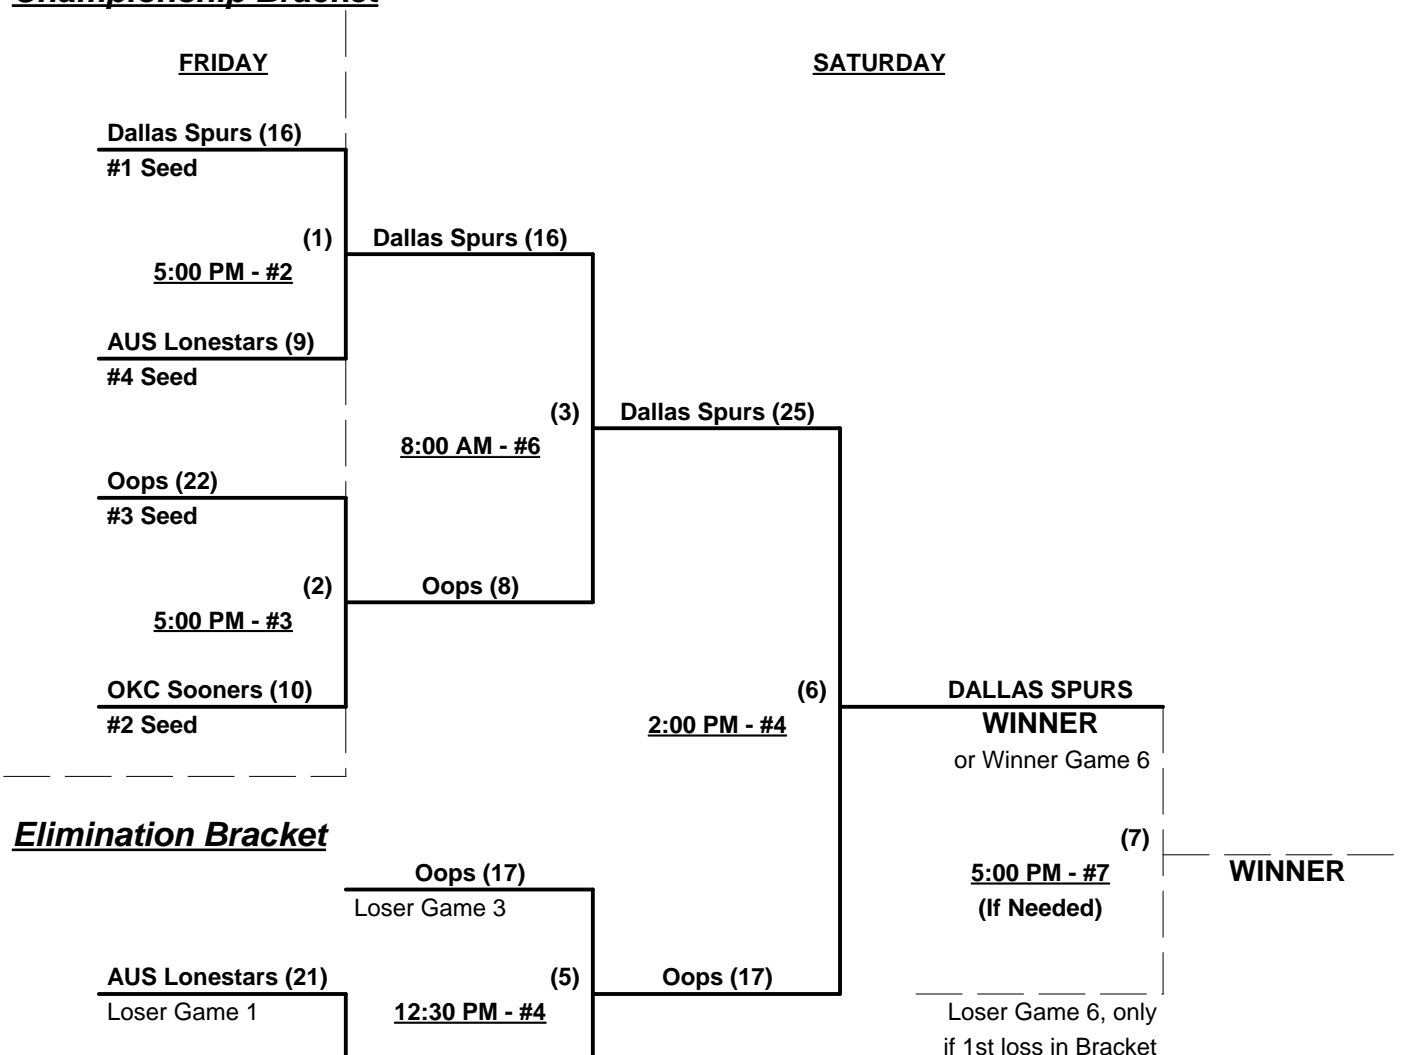 Championship Bracket
FRIDAY
SATURDAY
Dallas Spurs (16)
#1 Seed
(1)
Dallas Spurs (16)
5:00 PM - #2
AUS Lonestars (9)
#4 Seed
(3)
Dallas Spurs (25)
8:00 AM - #6
Oops (22)
#3 Seed
(2)
Oops (8)
5:00 PM - #3
OKC Sooners (10)
#2 Seed
(6)
DALLAS SPURS
2:00 PM - #4
WINNER
or Winner Game 6
Elimination Bracket
(7)
Oops (17)
Loser Game 3
5:00 PM - #7
WINNER
(If Needed)
AUS Lonestars (21)
Loser Game 1
(5)
Oops (17)
12:30 PM - #4
Loser Game 6, only
if 1st loss in Bracket